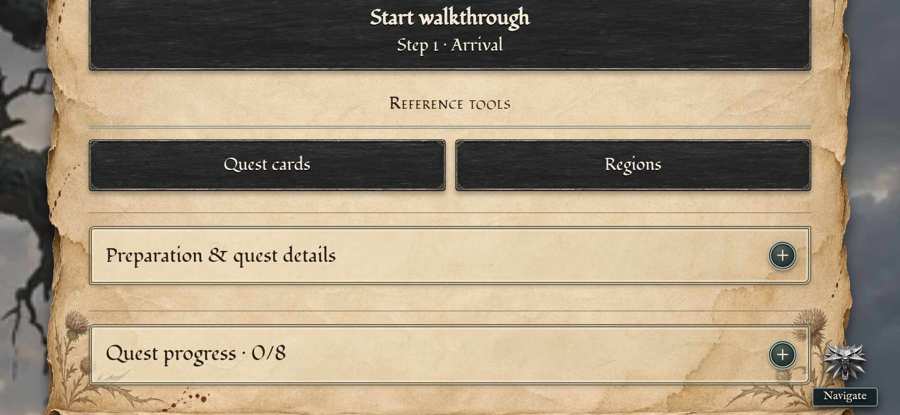 Start walkthrough
Step 1 · Arrival
Reference tools
Quest cards
Regions
Preparation & quest details
Quest progress · 0/8
Navigate